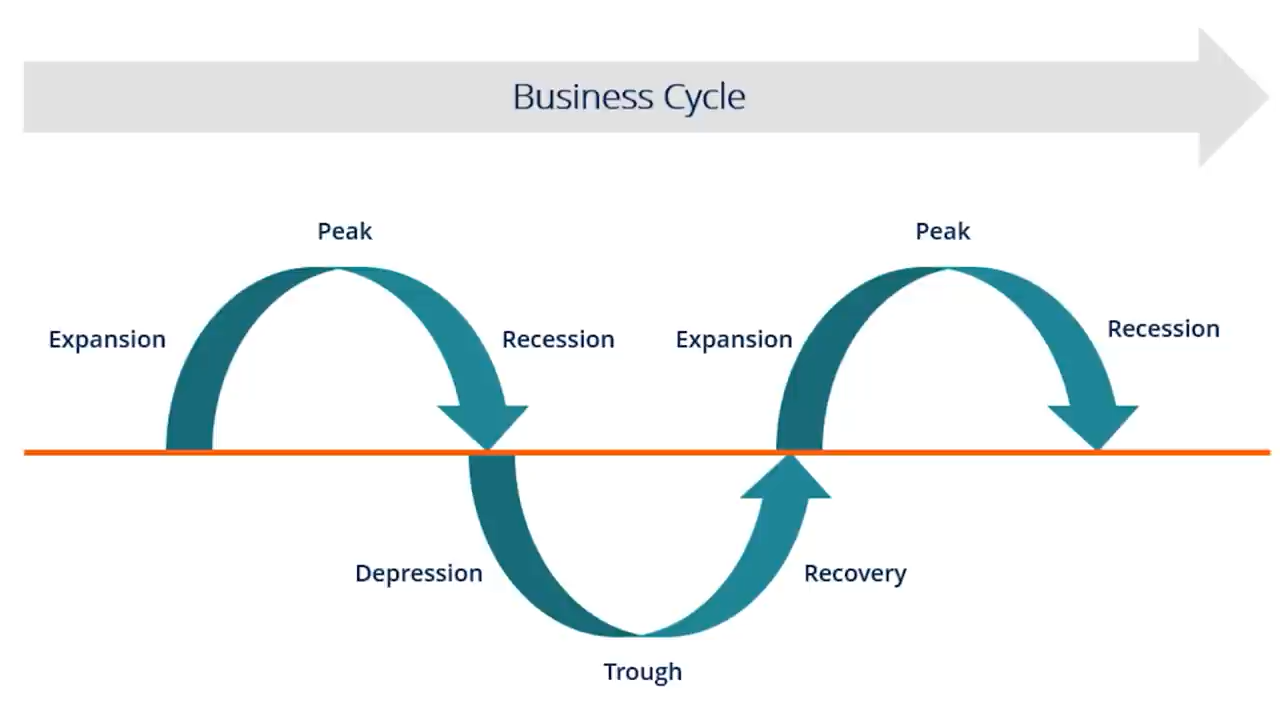 Business Cycle
Peak
Peak
Expansion
Recession
Expansion
Recession
Depression
Recovery
Trough